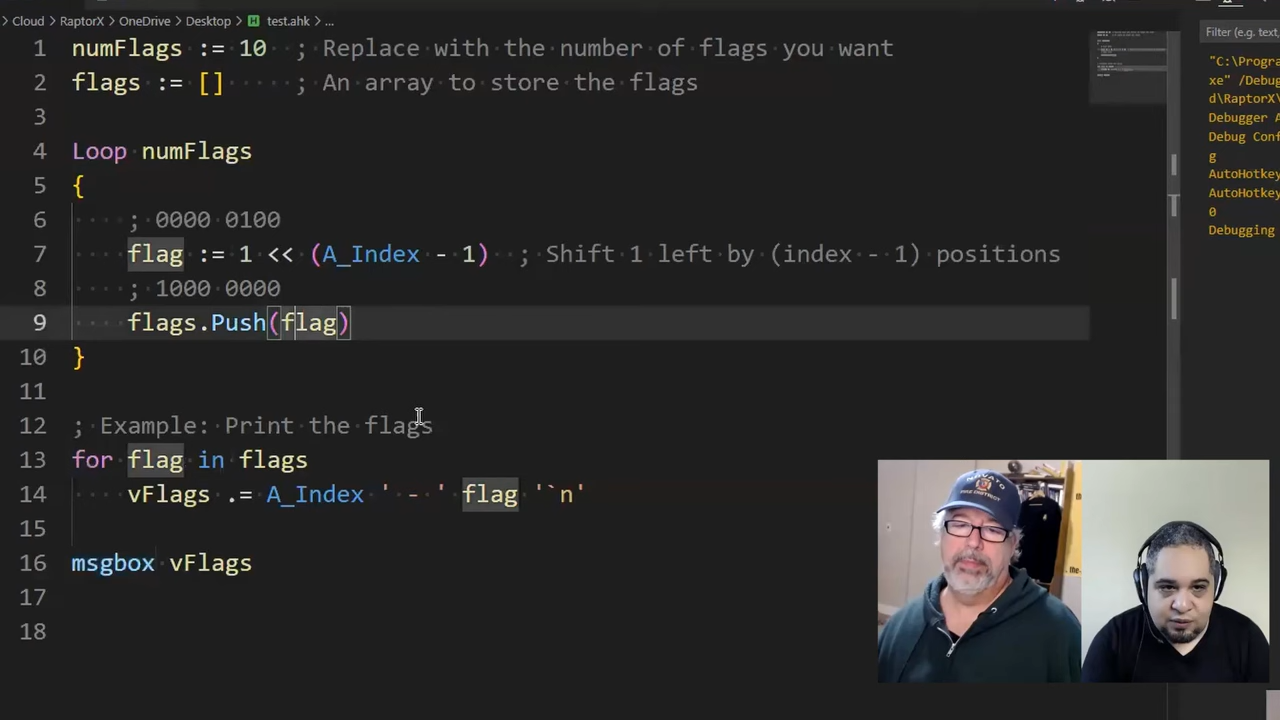 Cloud > RaptorX > OneDrive > Desktop > test.ahk > ...
1 numFlags := 10 ; Replace with the number of flags you want
2 flags := [] ; An array to store the flags
3
4 Loop numFlags
5 {
6 ; 0000 0100
7 flag := 1 << (A_Index - 1) ; Shift 1 left by (index - 1) positions
8 ; 1000 0000
9 flags.Push(flag)
10 }
11
12 ; Example: Print the flags
13 for flag in flags
14 vFlags .= A_Index ' - ' flag '`n'
15
16 msgbox vFlags
17
18
Filter (e.g. text,
"C:\Progra
xe" /Debug
d\RaptorX\
Debugger A
Debug Conf
g
AutoHotkey
AutoHotkey
0
Debugging